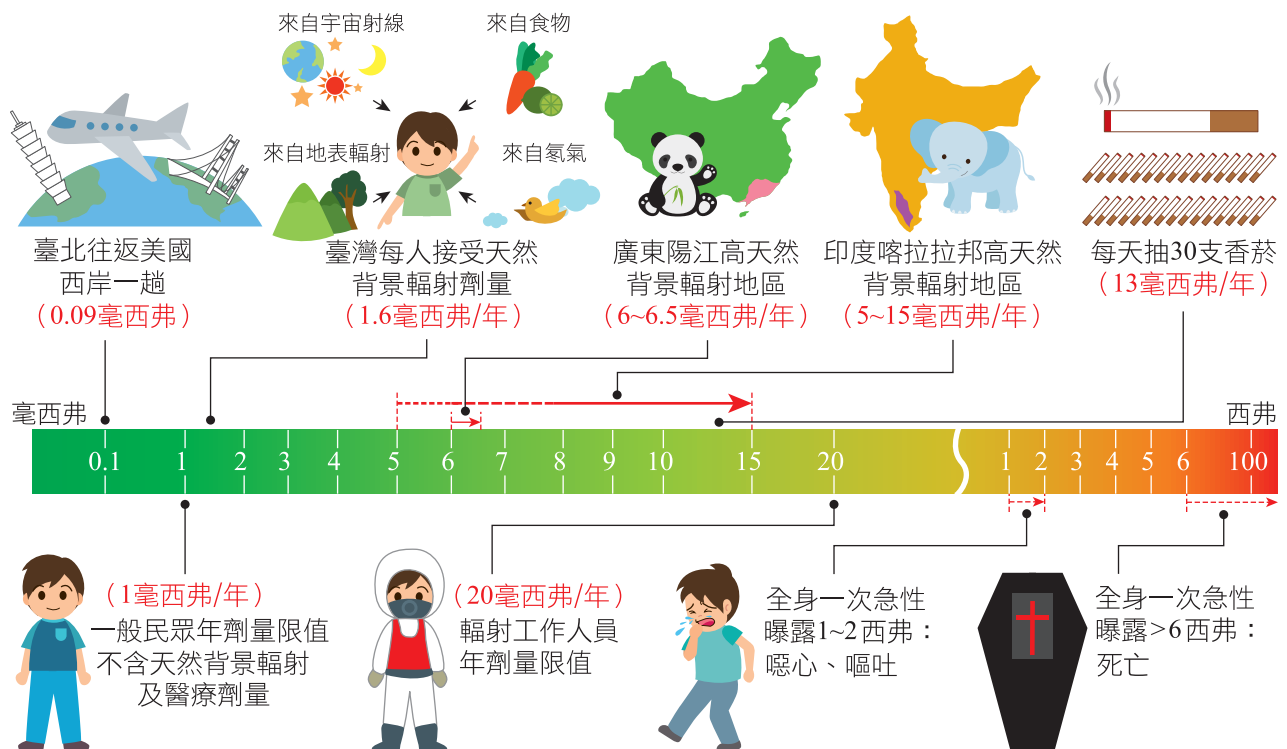 來自宇宙射線
來自食物
來自地表輻射
來自氡氣
臺北往返美國
西岸一趟
（0.09毫西弗）
臺灣每人接受天然
背景輻射劑量
（1.6毫西弗/年）
廣東陽江高天然
背景輻射地區
（6~6.5毫西弗/年）
印度喀拉拉邦高天然
背景輻射地區
（5~15毫西弗/年）
每天抽30支香菸
（13毫西弗/年）
毫西弗
西弗
0.1 1 2 3 4 5 6 7 8 9 10 15 20 1 2 3 4 5 6 100
（1毫西弗/年）
一般民眾年劑量限值
不含天然背景輻射
及醫療劑量
（20毫西弗/年）
輻射工作人員
年劑量限值
全身一次急性
曝露1~2西弗：
噁心、嘔吐
全身一次急性
曝露>6西弗：
死亡